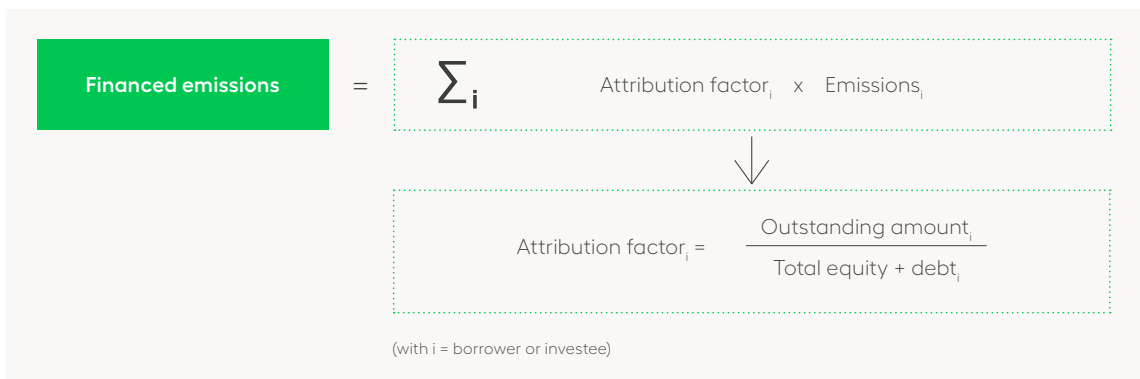 Financed emissions = ∑i Attribution factori x Emissionsi
Attribution factori = Outstanding amounti
Total equity + debti
(with i = borrower or investee)